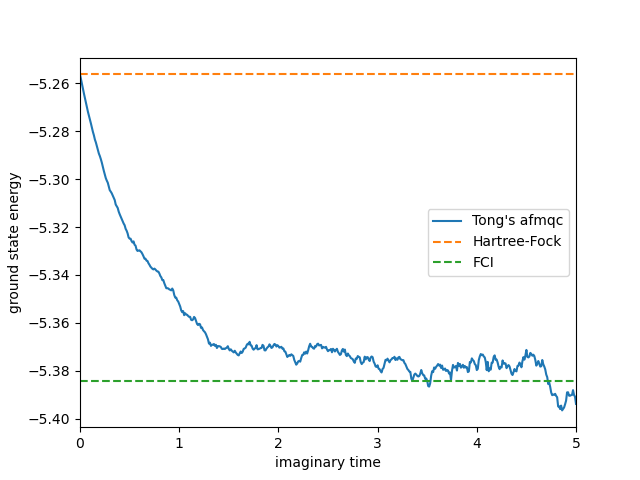 −5.26
−5.28
−5.30
−5.32
−5.34
−5.36
−5.38
−5.40
ground state energy
0 1 2 3 4 5
imaginary time
Tong's afmqc
Hartree-Fock
FCI